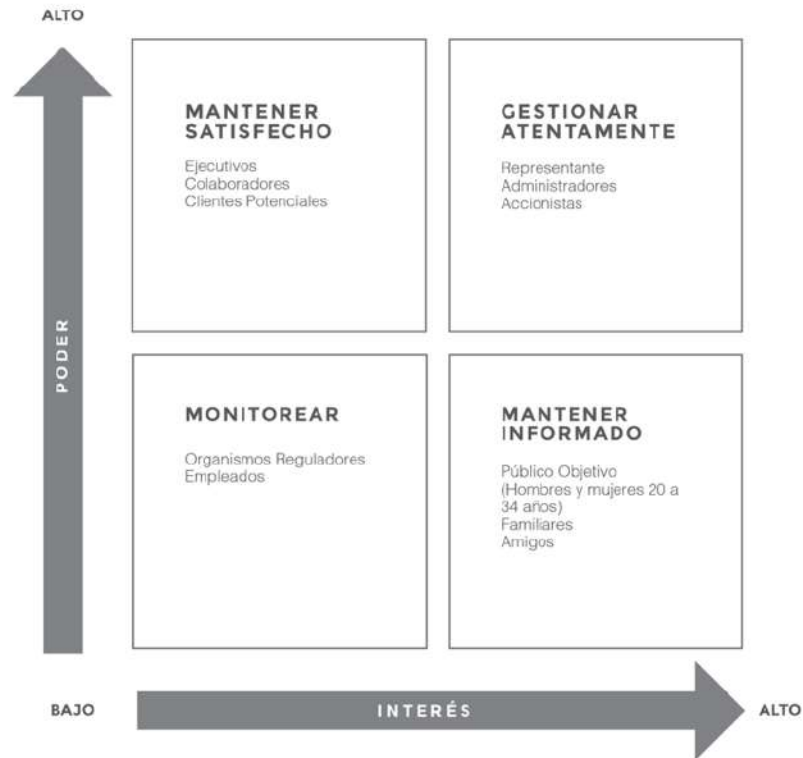 ALTO
MANTENER
SATISFECHO
Ejecutivos
Colaboradores
Clientes Potenciales
GESTIONAR
ATENTAMENTE
Representante
Administradores
Accionistas
PODER
MONITOREAR
Organismos Reguladores
Empleados
MANTENER
INFORMADO
Público Objetivo
(Hombres y mujeres 20 a
34 años)
Familiares
Amigos
BAJO
INTERÉS
ALTO